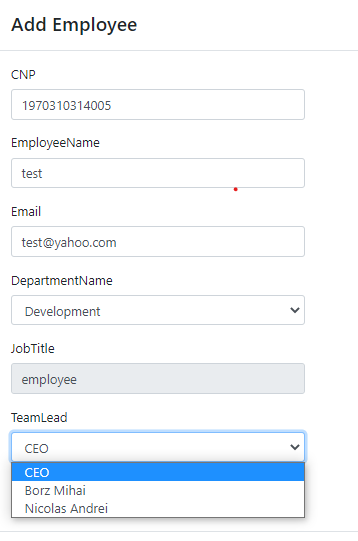 Add Employee
CNP
1970310314005
EmployeeName
test
Email
test@yahoo.com
DepartmentName
Development
JobTitle
employee
TeamLead
CEO
CEO
Borz Mihai
Nicolas Andrei